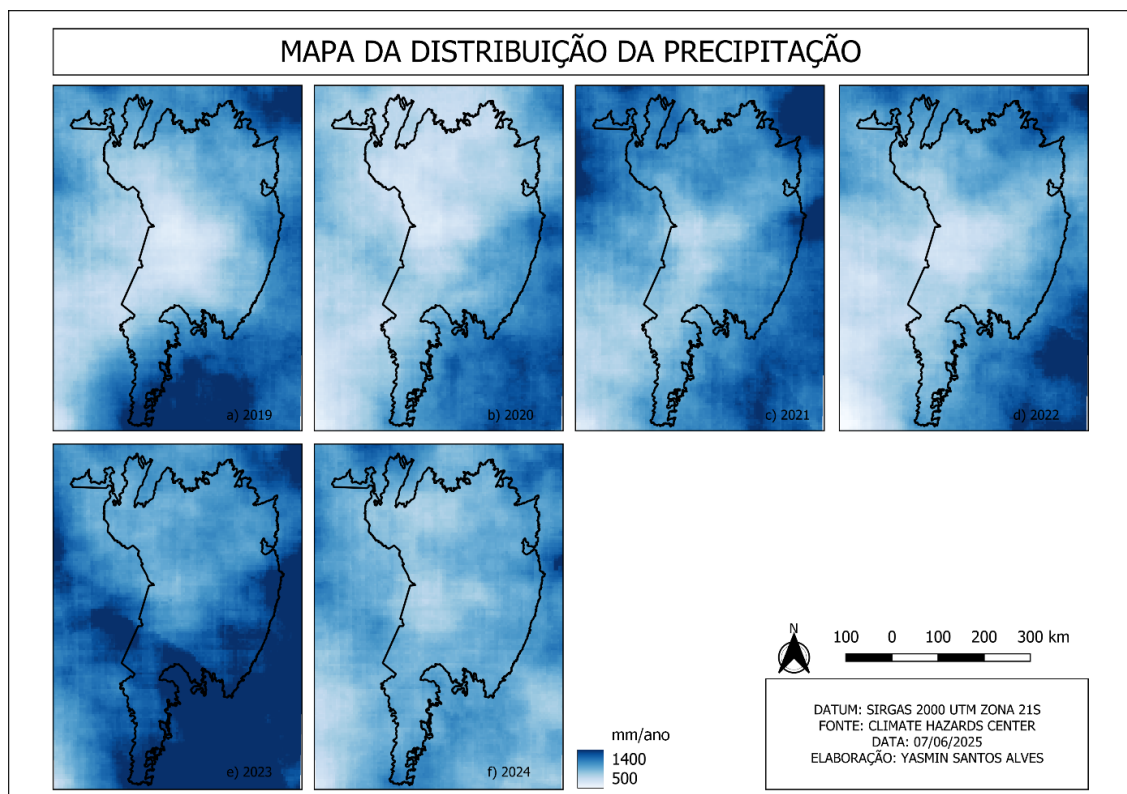 MAPA DA DISTRIBUIÇÃO DA PRECIPITAÇÃO
a) 2019
b) 2020
c) 2021
d) 2022
e) 2023
f) 2024
mm/ano
1400
500
N
100 0 100 200 300 km
DATUM: SIRGAS 2000 UTM ZONA 21S
FONTE: CLIMATE HAZARDS CENTER
DATA: 07/06/2025
ELABORAÇÃO: YASMIN SANTOS ALVES